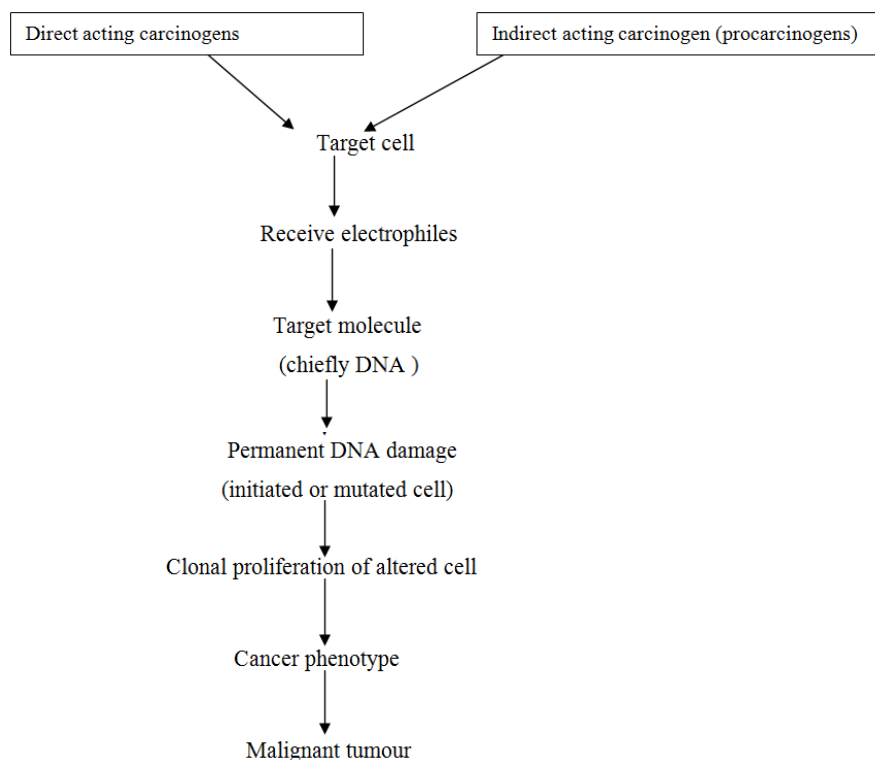 Direct acting carcinogens
Indirect acting carcinogen (procarcinogens)
Target cell
Receive electrophiles
Target molecule
(chiefly DNA )
Permanent DNA damage
(initiated or mutated cell)
Clonal proliferation of altered cell
Cancer phenotype
Malignant tumour